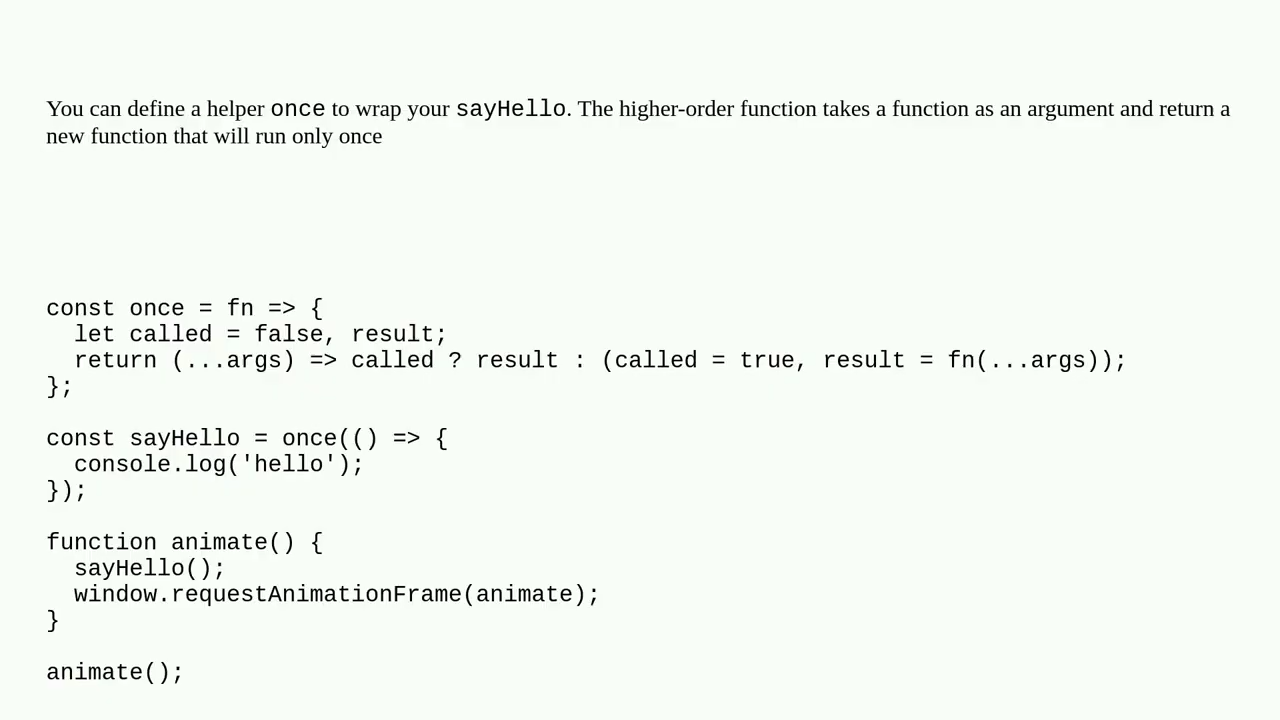 You can define a helper once to wrap your sayHello. The higher-order function takes a function as an argument and return a
new function that will run only once
const once = fn => {
  let called = false, result;
  return (...args) => called ? result : (called = true, result = fn(...args));
};
const sayHello = once(() => {
  console.log('hello');
});
function animate() {
  sayHello();
  window.requestAnimationFrame(animate);
}
animate();